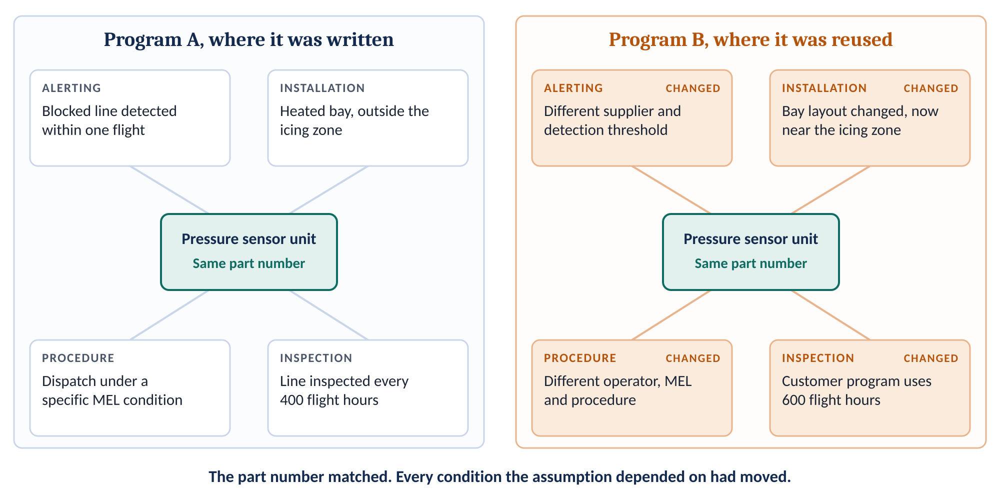 Program A, where it was written
ALERTING
Blocked line detected
within one flight
INSTALLATION
Heated bay, outside the
icing zone
Pressure sensor unit
Same part number
PROCEDURE
Dispatch under a
specific MEL condition
INSPECTION
Line inspected every
400 flight hours
Program B, where it was reused
ALERTING CHANGED
Different supplier and
detection threshold
INSTALLATION CHANGED
Bay layout changed, now
near the icing zone
Pressure sensor unit
Same part number
PROCEDURE CHANGED
Different operator, MEL
and procedure
INSPECTION CHANGED
Customer program uses
600 flight hours
The part number matched. Every condition the assumption depended on had moved.